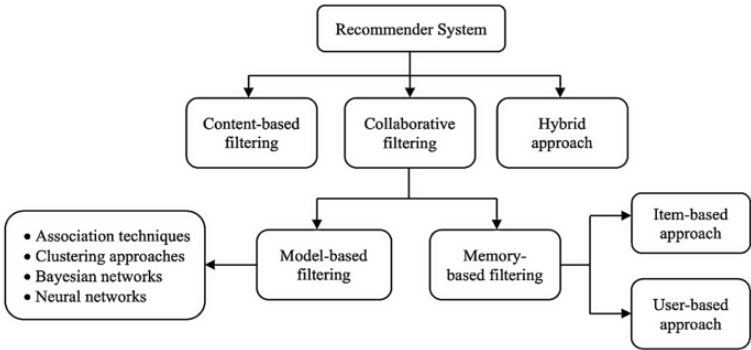 Recommender System
Content-based
filtering
Collaborative
filtering
Hybrid
approach
• Association techniques
• Clustering approaches
• Bayesian networks
• Neural networks
Model-based
filtering
Memory-
based filtering
Item-based
approach
User-based
approach